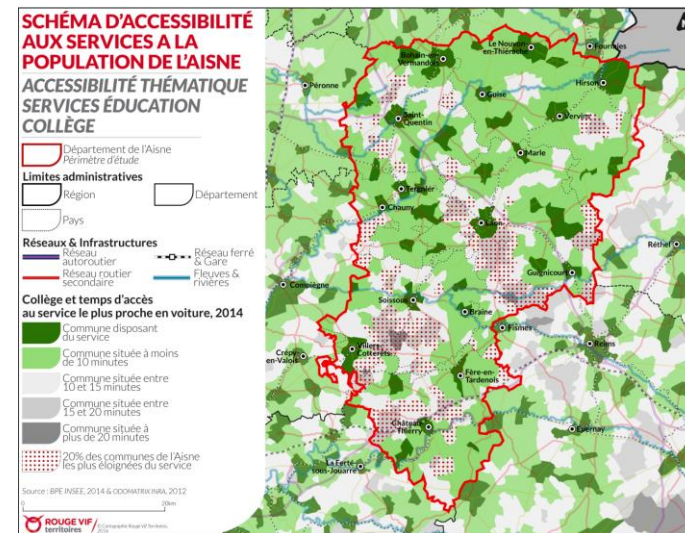 SCHÉMA D'ACCESSIBILITÉ
AUX SERVICES A LA
POPULATION DE L'AISNE
ACCESSIBILITÉ THÉMATIQUE
SERVICES ÉDUCATION
COLLÈGE
Département de l'Aisne
Périmètre d'étude
Limites administratives
Région
Département
Pays
Réseaux & Infrastructures
Réseau
autoroutier
Réseau ferré
& Gare
Réseau routier
secondaire
Fleuves &
rivières
Collège et temps d'accès
au service le plus proche en voiture, 2014
Commune disposant
du service
Commune située à moins
de 10 minutes
Commune située entre
10 et 15 minutes
Commune située entre
15 et 20 minutes
Commune située à
plus de 20 minutes
20% des communes de l'Aisne
les plus éloignées du service
Source : BPE INSEE, 2014 & ODOMATRIX INRA, 2012
0
20km
ROUGE VIF
territoires
Bohain-en-
Vermandois
Le Nouvion-
en-Thiérache
Fourmies
Péronne
Guise
Hirson
Saint-
Quentin
Vervins
Marle
Tergnier
Chauny
Laon
Réthel
Guignicourt
Compiègne
Soissons
Braine
Fismes
Reims
Villers-
Cotterêts
Crépy-
en-Valois
Fère-en-
Tardenois
Château-
Thierry
Epernay
La Ferté-
sous-Jouarre